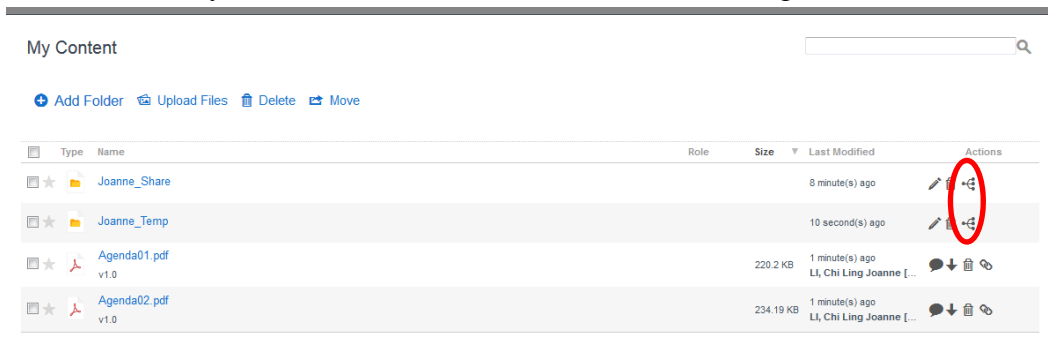 My Content
Add Folder Upload Files Delete Move
Type Name Role Size Last Modified Actions
Joanne_Share 8 minute(s) ago
Joanne_Temp 10 second(s) ago
Agenda01.pdf 220.2 KB 1 minute(s) ago
v1.0 LI, Chi Ling Joanne [...
Agenda02.pdf 234.19 KB 1 minute(s) ago
v1.0 LI, Chi Ling Joanne [...